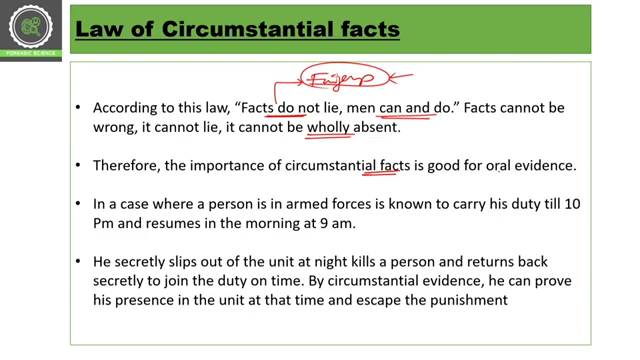 Law of Circumstantial facts
FORENSIC SCIENCE
According to this law, “Facts do not lie, men can and do.” Facts cannot be
wrong, it cannot lie, it cannot be wholly absent.
Therefore, the importance of circumstantial facts is good for oral evidence.
In a case where a person is in armed forces is known to carry his duty till 10
Pm and resumes in the morning at 9 am.
He secretly slips out of the unit at night kills a person and returns back
secretly to join the duty on time. By circumstantial evidence, he can prove
his presence in the unit at that time and escape the punishment